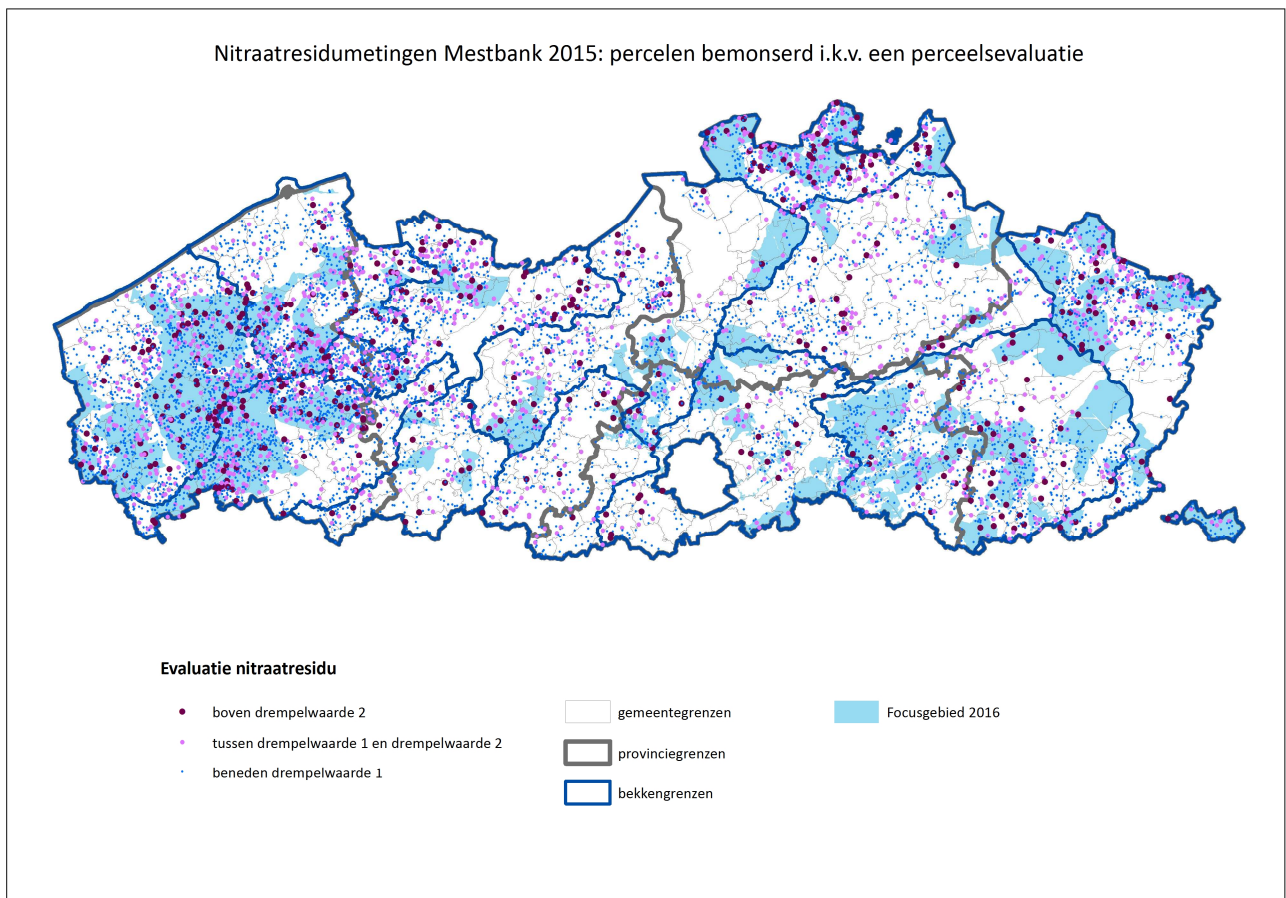 Nitraatresidumetingen Mestbank 2015: percelen bemonserd i.k.v. een perceelsevaluatie
Evaluatie nitraatresidu
boven drempelwaarde 2
tussen drempelwaarde 1 en drempelwaarde 2
beneden drempelwaarde 1
gemeentegrenzen
provinciegrenzen
bekkengrenzen
Focusgebied 2016